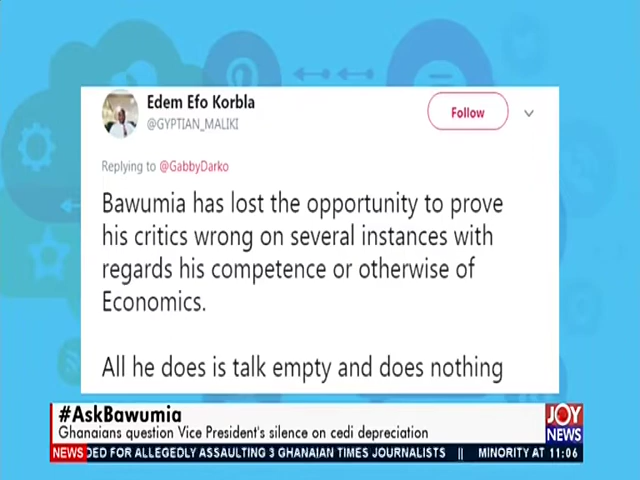 Edem Efo Korbla
@GYPTIAN_MALIKI
Follow
Replying to @GabbyDarko
Bawumia has lost the opportunity to prove
his critics wrong on several instances with
regards his competence or otherwise of
Economics.
All he does is talk empty and does nothing
#AskBawumia
Ghanaians question Vice President's silence on cedi depreciation
JOY
NEWS
NEWS DED FOR ALLEGEDLY ASSAULTING 3 GHANAIAN TIMES JOURNALISTS || MINORITY AT 11:06